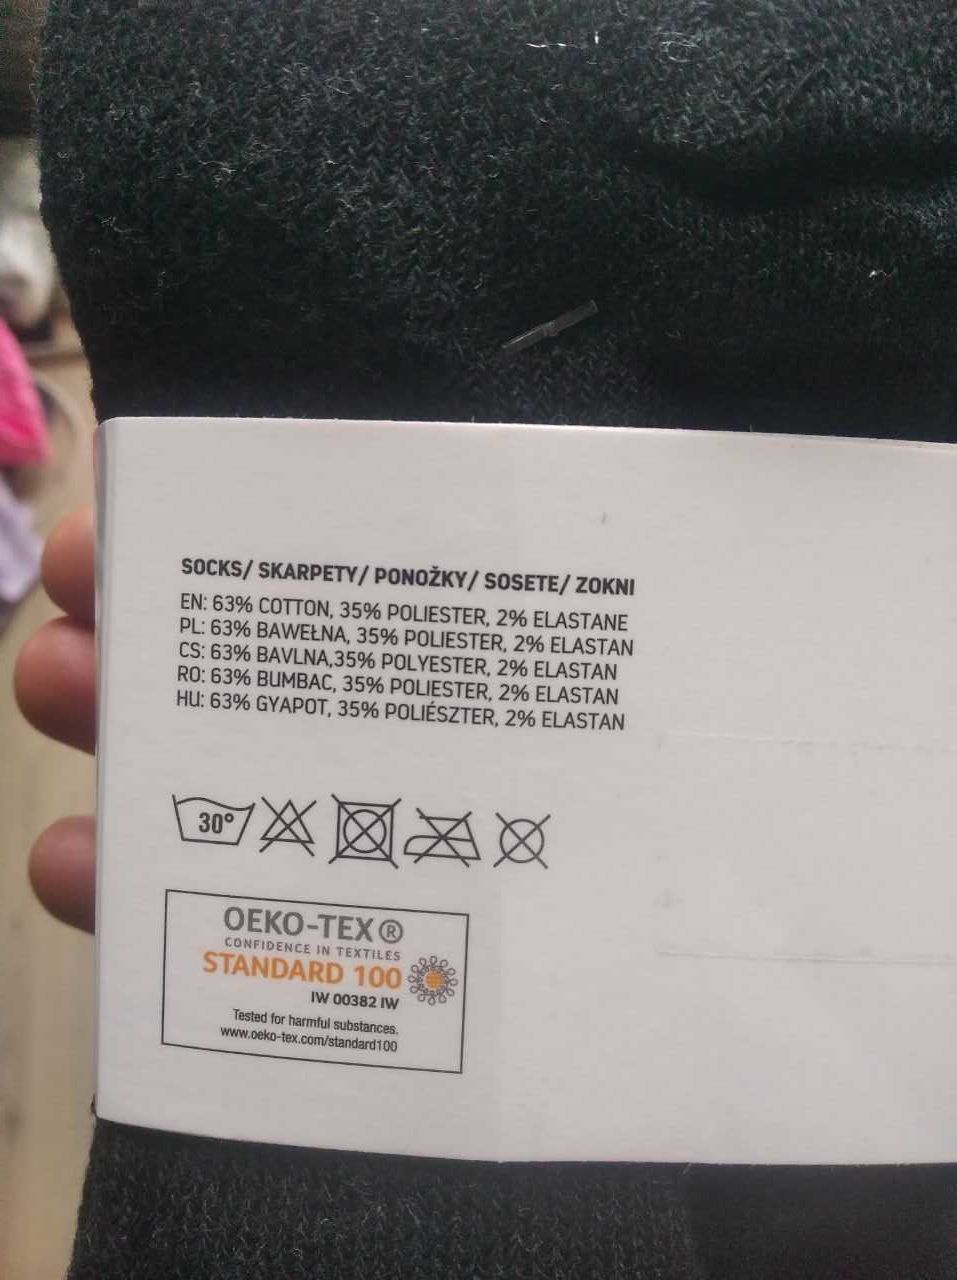 SOCKS/ SKARPETY/ PONOŽKY/ SOSETE/ ZOKNI
EN: 63% COTTON, 35% POLIESTER, 2% ELASTANE
PL: 63% BAWEŁNA, 35% POLIESTER, 2% ELASTAN
CS: 63% BAVLNA,35% POLYESTER, 2% ELASTAN
RO: 63% BUMBAC, 35% POLIESTER, 2% ELASTAN
HU: 63% GYAPOT, 35% POLIÉSZTER, 2% ELASTAN
30°
OEKO-TEX®
CONFIDENCE IN TEXTILES
STANDARD 100
IW 00382 IW
Tested for harmful substances.
www.oeko-tex.com/standard100